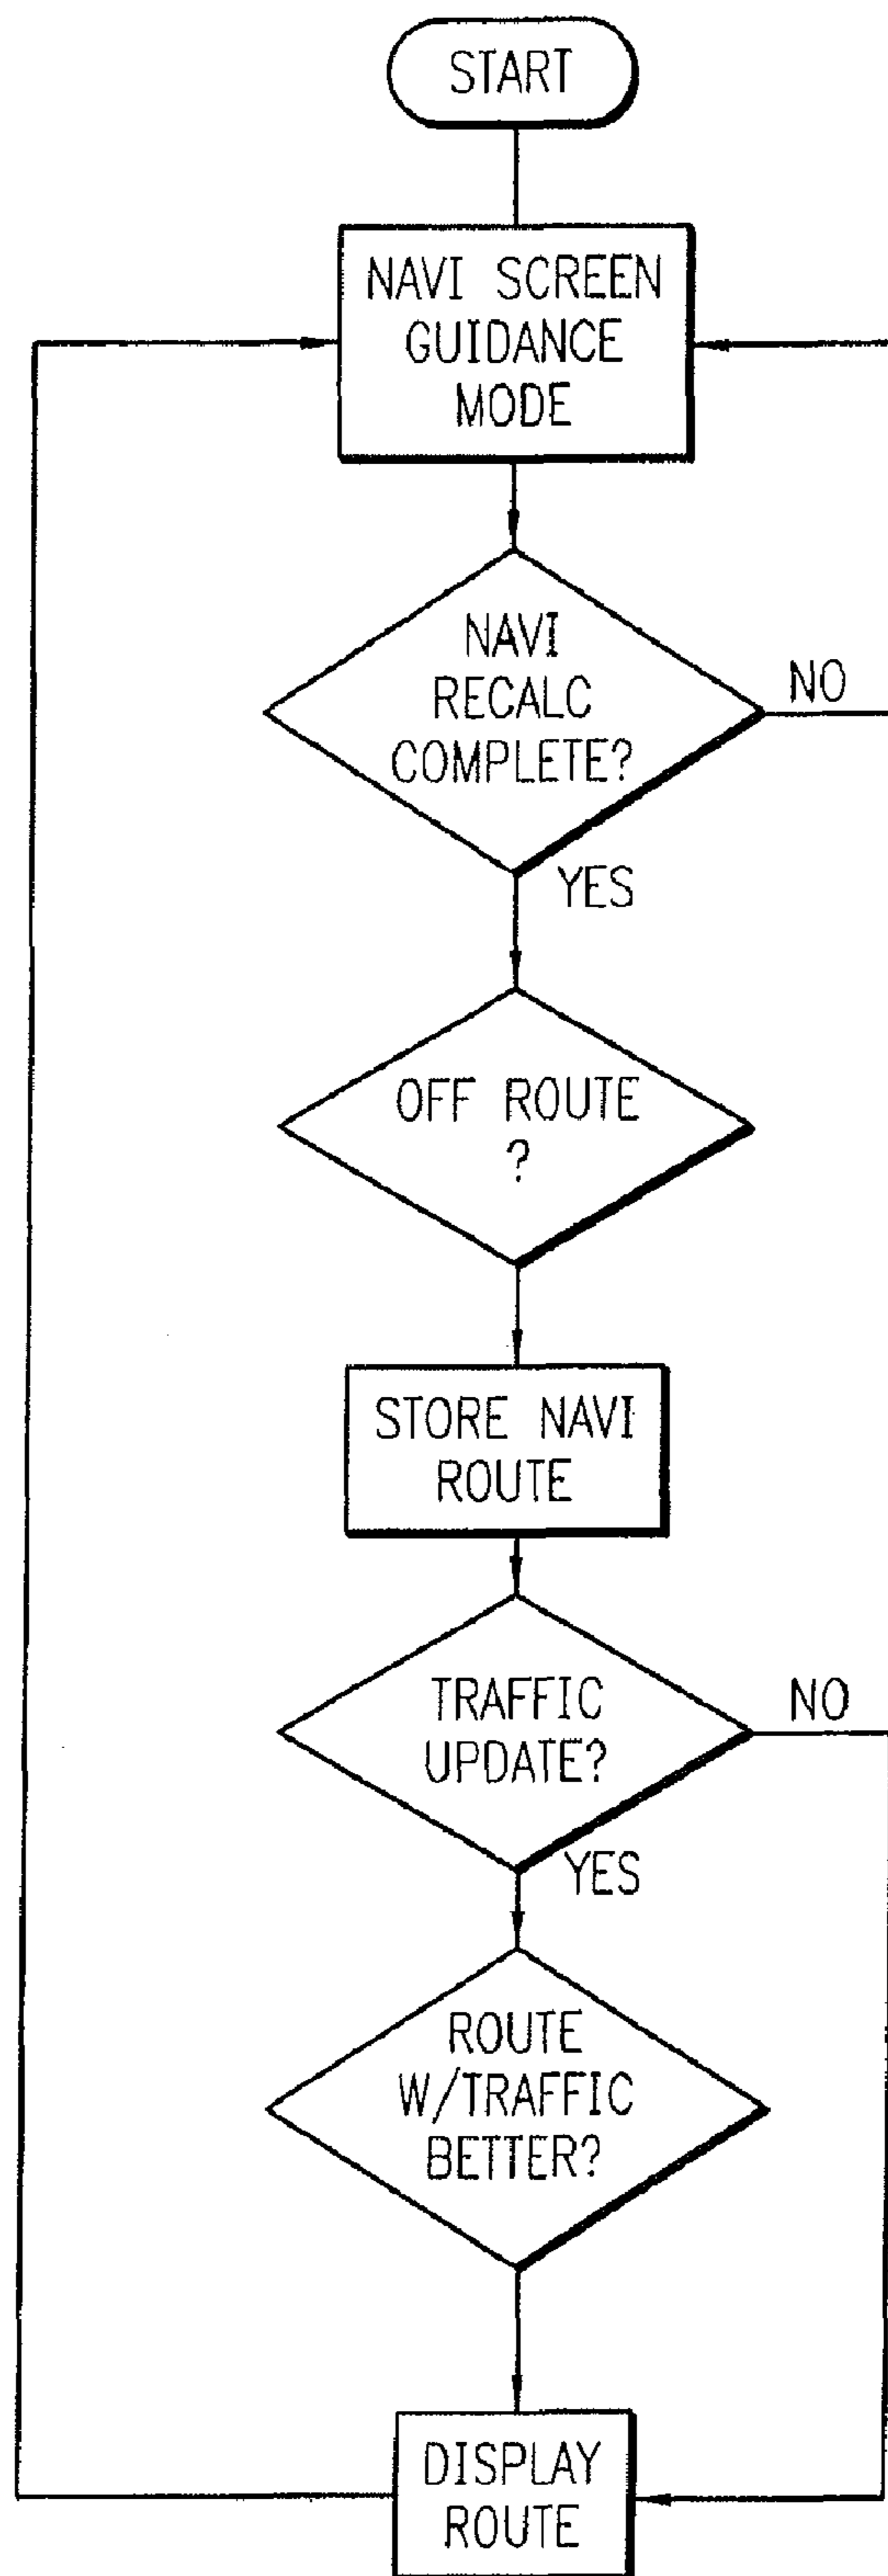 START
NAVI SCREEN
GUIDANCE
MODE
NAVI
RECALC
COMPLETE?
NO
YES
OFF ROUTE
?
STORE NAVI
ROUTE
TRAFFIC
UPDATE?
NO
YES
ROUTE
W/TRAFFIC
BETTER?
DISPLAY
ROUTE